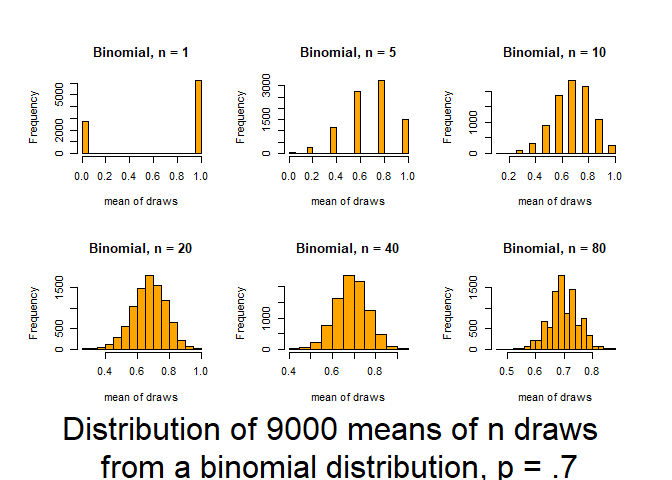 Binomial, n = 1
Frequency
0 2000 5000
0.0 0.2 0.4 0.6 0.8 1.0
mean of draws
Binomial, n = 5
Frequency
0 1500 3000
0.0 0.2 0.4 0.6 0.8 1.0
mean of draws
Binomial, n = 10
Frequency
0 1000
0.2 0.4 0.6 0.8 1.0
mean of draws
Binomial, n = 20
Frequency
0 500 1500
0.4 0.6 0.8 1.0
mean of draws
Binomial, n = 40
Frequency
0 1000
0.4 0.6 0.8
mean of draws
Binomial, n = 80
Frequency
0 500 1500
0.5 0.6 0.7 0.8
mean of draws
Distribution of 9000 means of n draws
from a binomial distribution, p = .7